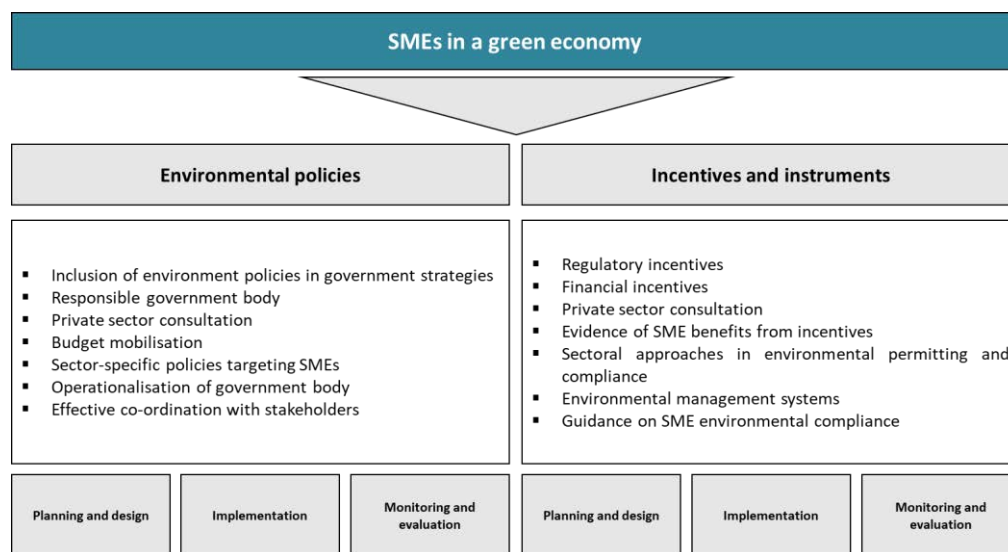 SMEs in a green economy
Environmental policies
Incentives and instruments
▪ Inclusion of environment policies in government strategies
▪ Responsible government body
▪ Private sector consultation
▪ Budget mobilisation
▪ Sector-specific policies targeting SMEs
▪ Operationalisation of government body
▪ Effective co-ordination with stakeholders
▪ Regulatory incentives
▪ Financial incentives
▪ Private sector consultation
▪ Evidence of SME benefits from incentives
▪ Sectoral approaches in environmental permitting and
compliance
▪ Environmental management systems
▪ Guidance on SME environmental compliance
Planning and design
Implementation
Monitoring and
evaluation
Planning and design
Implementation
Monitoring and
evaluation